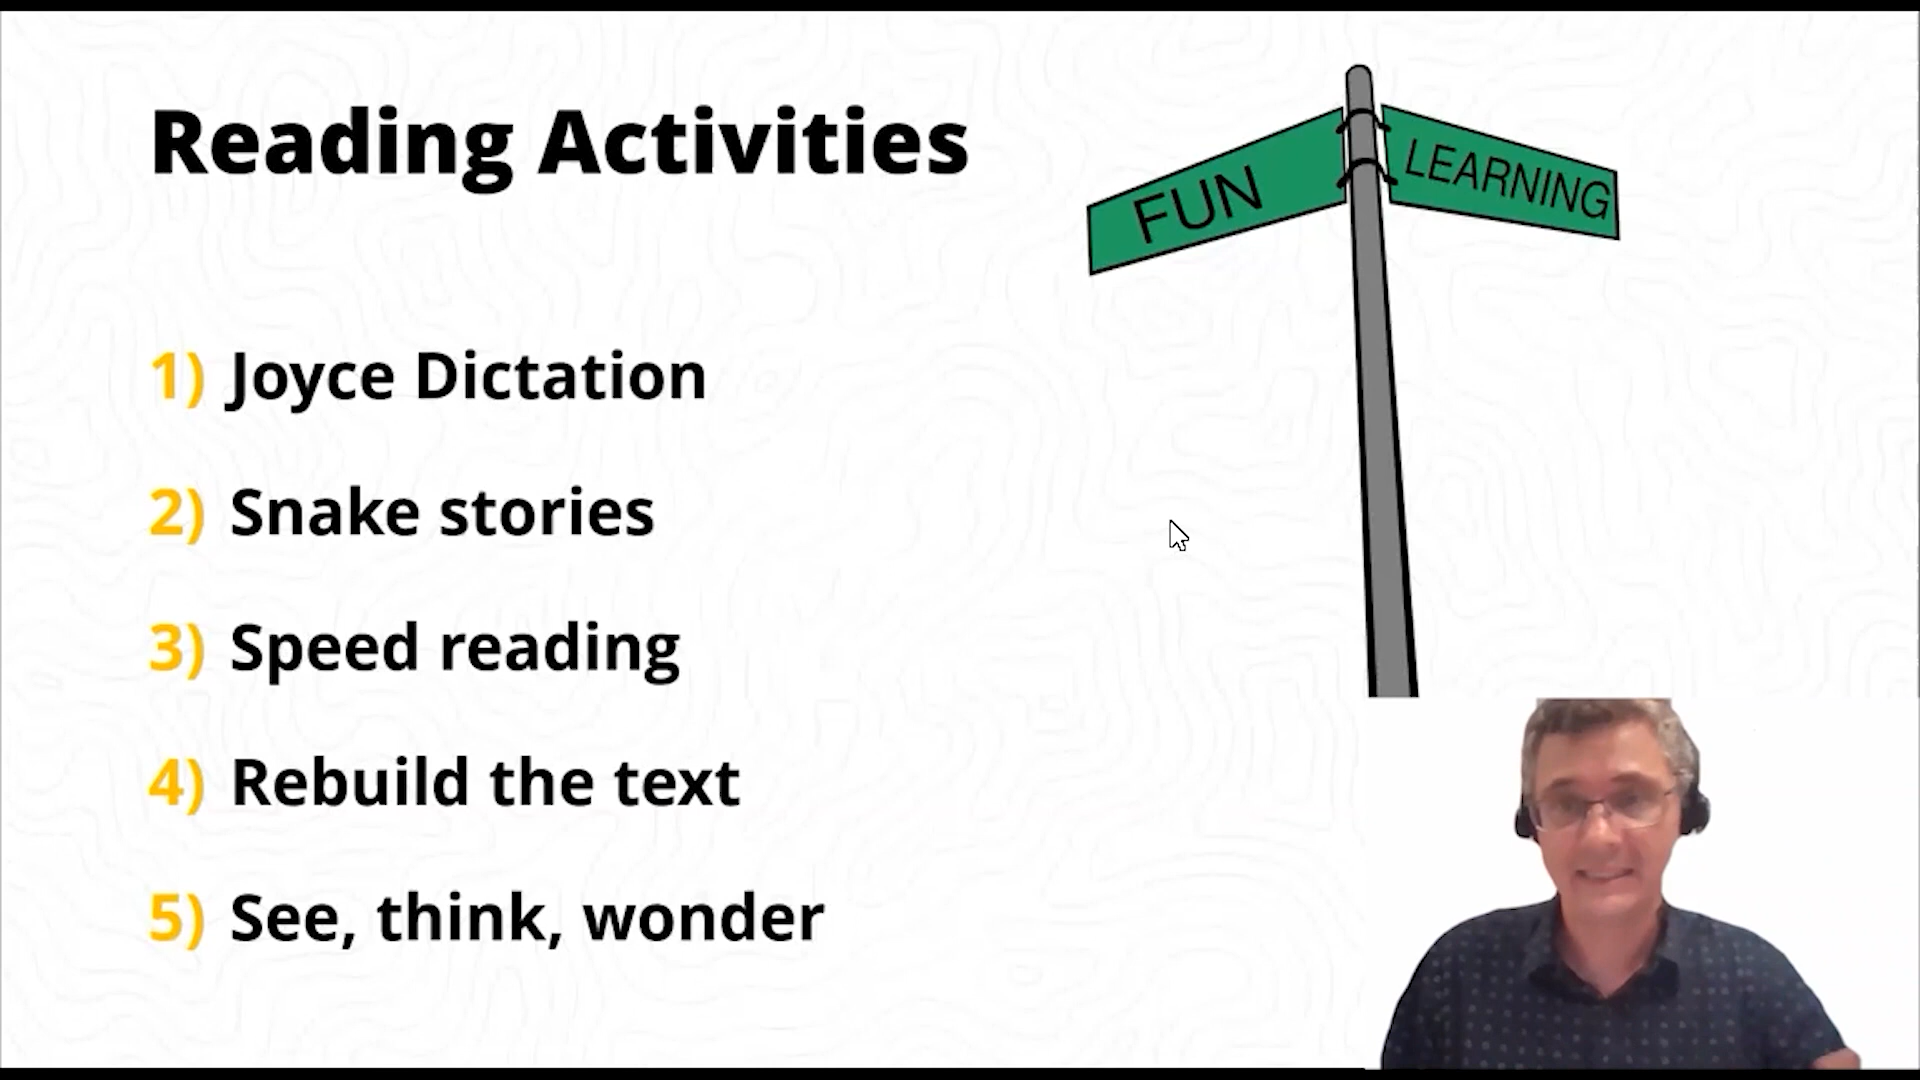 Reading Activities
FUN
LEARNING
1) Joyce Dictation
2) Snake stories
3) Speed reading
4) Rebuild the text
5) See, think, wonder